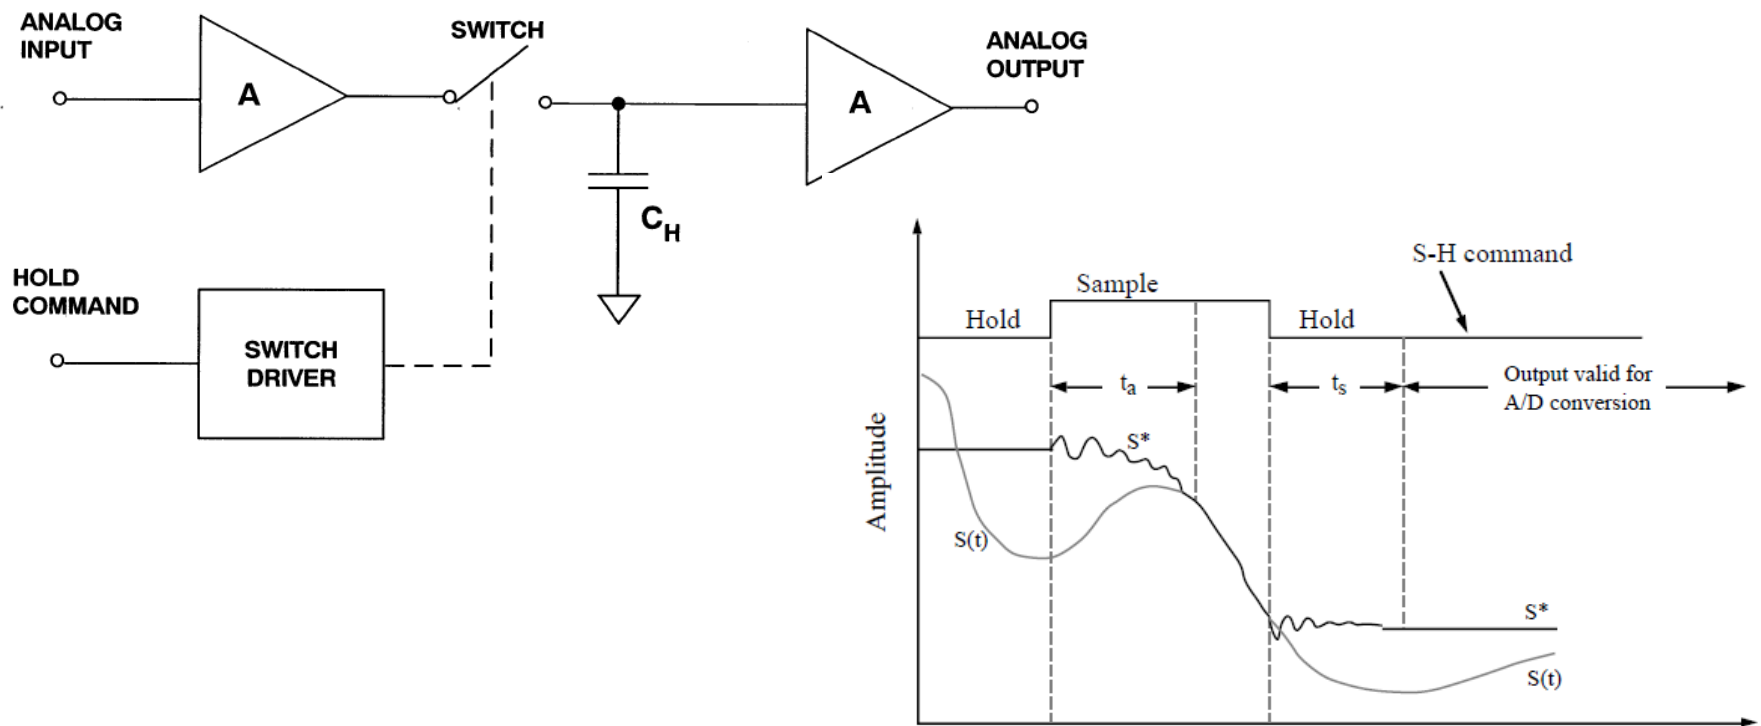 ANALOG
INPUT
A
SWITCH
A
ANALOG
OUTPUT
C_H
HOLD
COMMAND
SWITCH
DRIVER
S-H command
Sample
Hold
Hold
t_a
t_s
Output valid for
A/D conversion
Amplitude
S*
S(t)
S*
S(t)